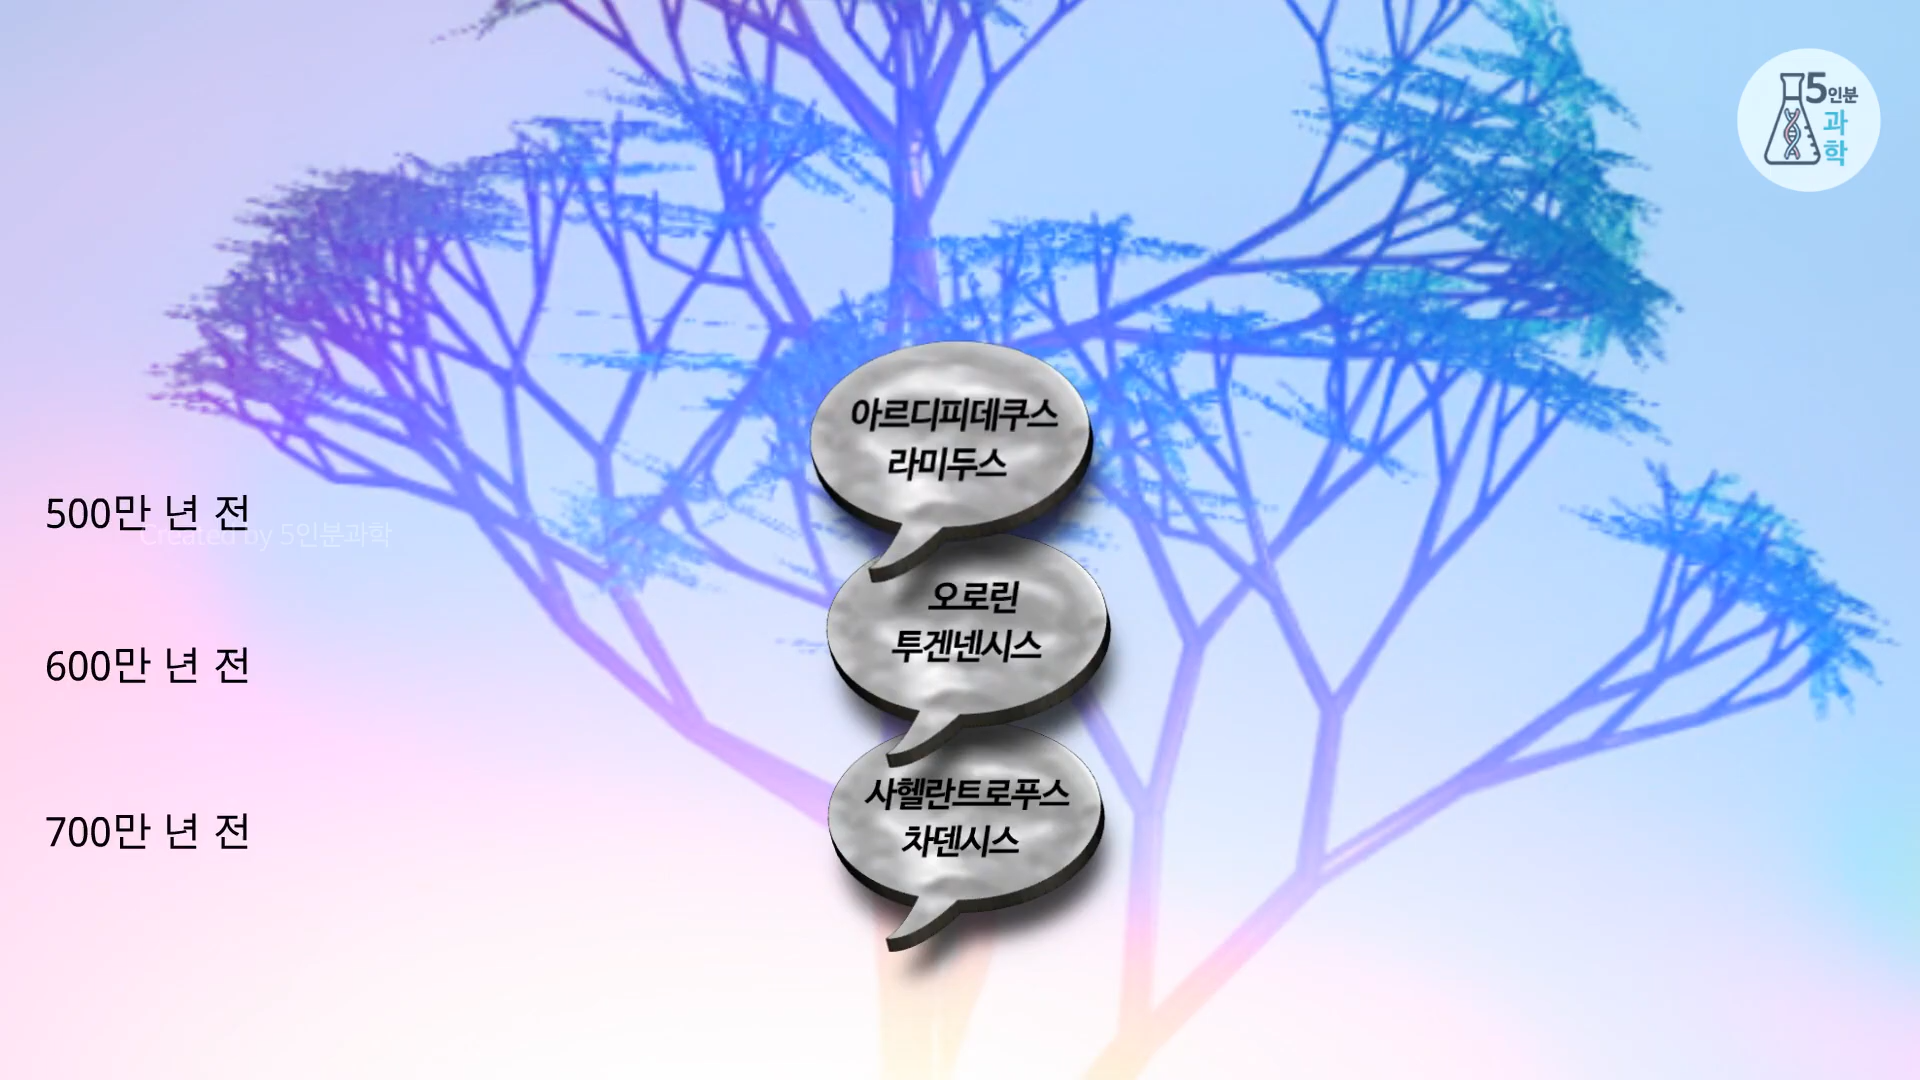 5인분
과
학
아르디피데쿠스
라미두스
500만 년 전
Created by 5인분과학
오로린
투겐넨시스
600만 년 전
사헬란트로푸스
차덴시스
700만 년 전